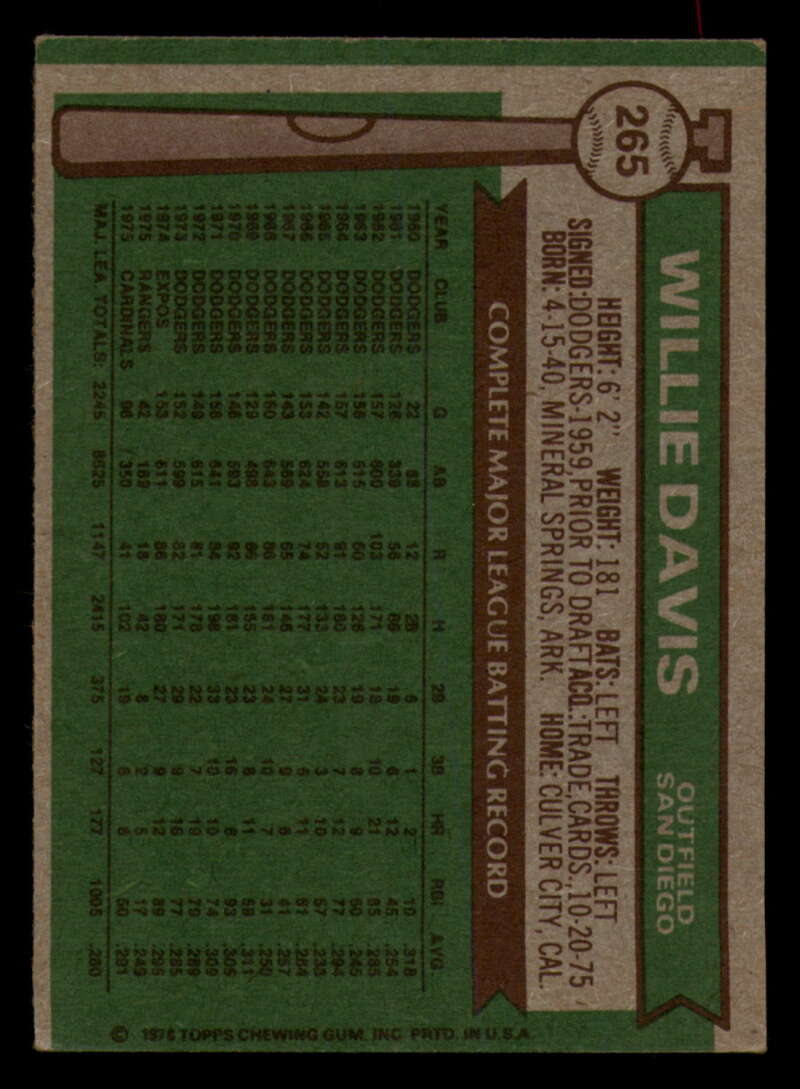 265
WILLIE DAVIS
OUTFIELD
SAN DIEGO
HEIGHT: 6' 2" WEIGHT: 181 BATS: LEFT THROWS: LEFT
SIGNED: DODGERS-1959, PRIOR TO DRAFT ACQ.: TRADE, CARDS., 10-20-75
BORN: 4-15-40, MINERAL SPRINGS, ARK. HOME: CULVER CITY, CAL.
COMPLETE MAJOR LEAGUE BATTING RECORD
YEAR CLUB G AB R H 2B 3B HR RBI AVG.
1960 DODGERS 22 88 12 28 6 1 2 10 .318
1961 DODGERS 128 339 56 86 19 6 12 45 .254
1962 DODGERS 157 600 103 171 18 10 21 85 .285
1963 DODGERS 156 515 60 126 19 8 9 60 .245
1964 DODGERS 157 613 91 180 23 7 12 77 .294
1965 DODGERS 142 558 52 133 24 3 10 57 .238
1966 DODGERS 153 624 74 177 31 6 11 61 .284
1967 DODGERS 143 569 65 146 27 9 6 41 .257
1968 DODGERS 160 643 86 161 24 10 7 31 .250
1969 DODGERS 129 498 66 155 23 8 11 59 .311
1970 DODGERS 146 593 92 181 23 16 8 93 .305
1971 DODGERS 158 641 84 198 33 10 10 74 .309
1972 DODGERS 149 615 81 178 22 7 19 79 .289
1973 DODGERS 152 599 82 171 29 9 16 77 .285
1974 EXPOS 153 611 86 180 27 9 12 89 .295
1975 RANGERS 42 169 16 42 8 2 5 17 .249
1975 CARDINALS 98 350 41 102 19 6 6 50 .291
MAJ. LEA. TOTALS: 2245 8625 1147 2415 375 127 177 1005 .280
© 1976 TOPPS CHEWING GUM, INC. PRTD. IN U.S.A.